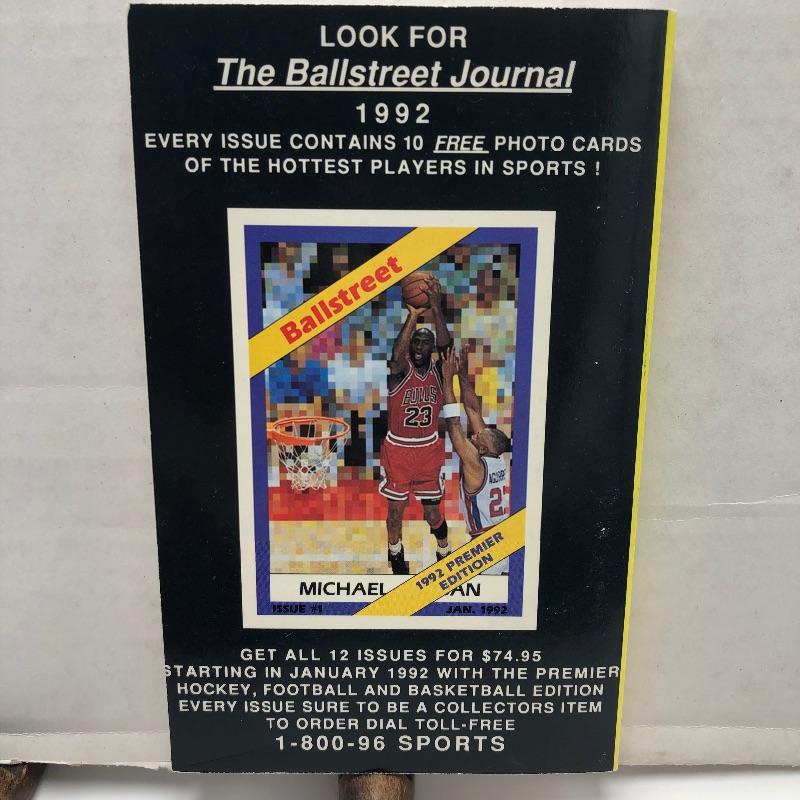 LOOK FOR
The Ballstreet Journal
1992
EVERY ISSUE CONTAINS 10 FREE PHOTO CARDS
OF THE HOTTEST PLAYERS IN SPORTS !
Ballstreet
BULLS
23
AGUIRRE
23
1992 PREMIER
EDITION
MICHAEL AN
ISSUE #1 JAN. 1992
GET ALL 12 ISSUES FOR $74.95
STARTING IN JANUARY 1992 WITH THE PREMIER
HOCKEY, FOOTBALL AND BASKETBALL EDITION
EVERY ISSUE SURE TO BE A COLLECTORS ITEM
TO ORDER DIAL TOLL-FREE
1-800-96 SPORTS